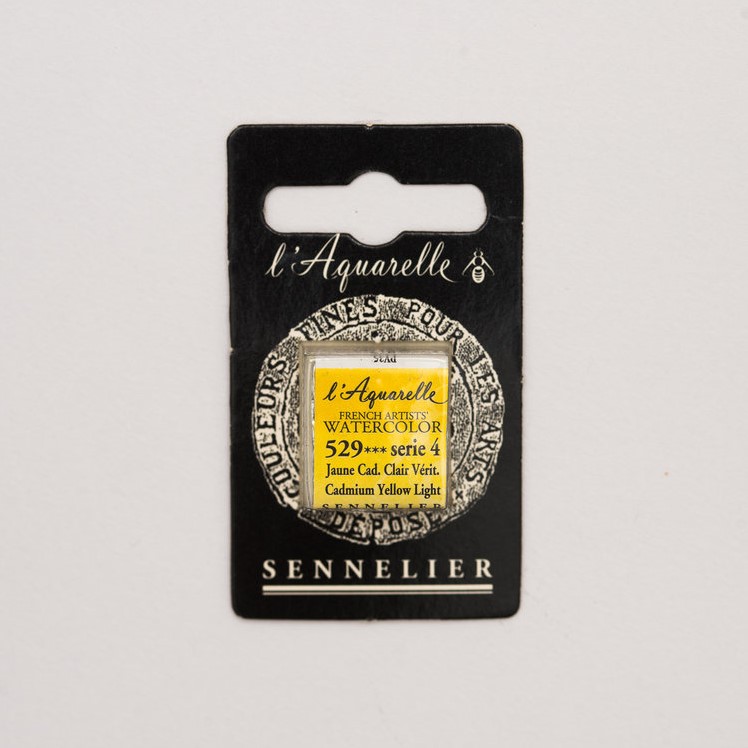 l'Aquarelle
COULEURS FINES POUR LES ARTS
DÉPOSÉ
PY35
l'Aquarelle
FRENCH ARTISTS'
WATERCOLOR
529*** serie 4
Jaune Cad. Clair Vérit.
Cadmium Yellow Light
SENNELIER
SENNELIER